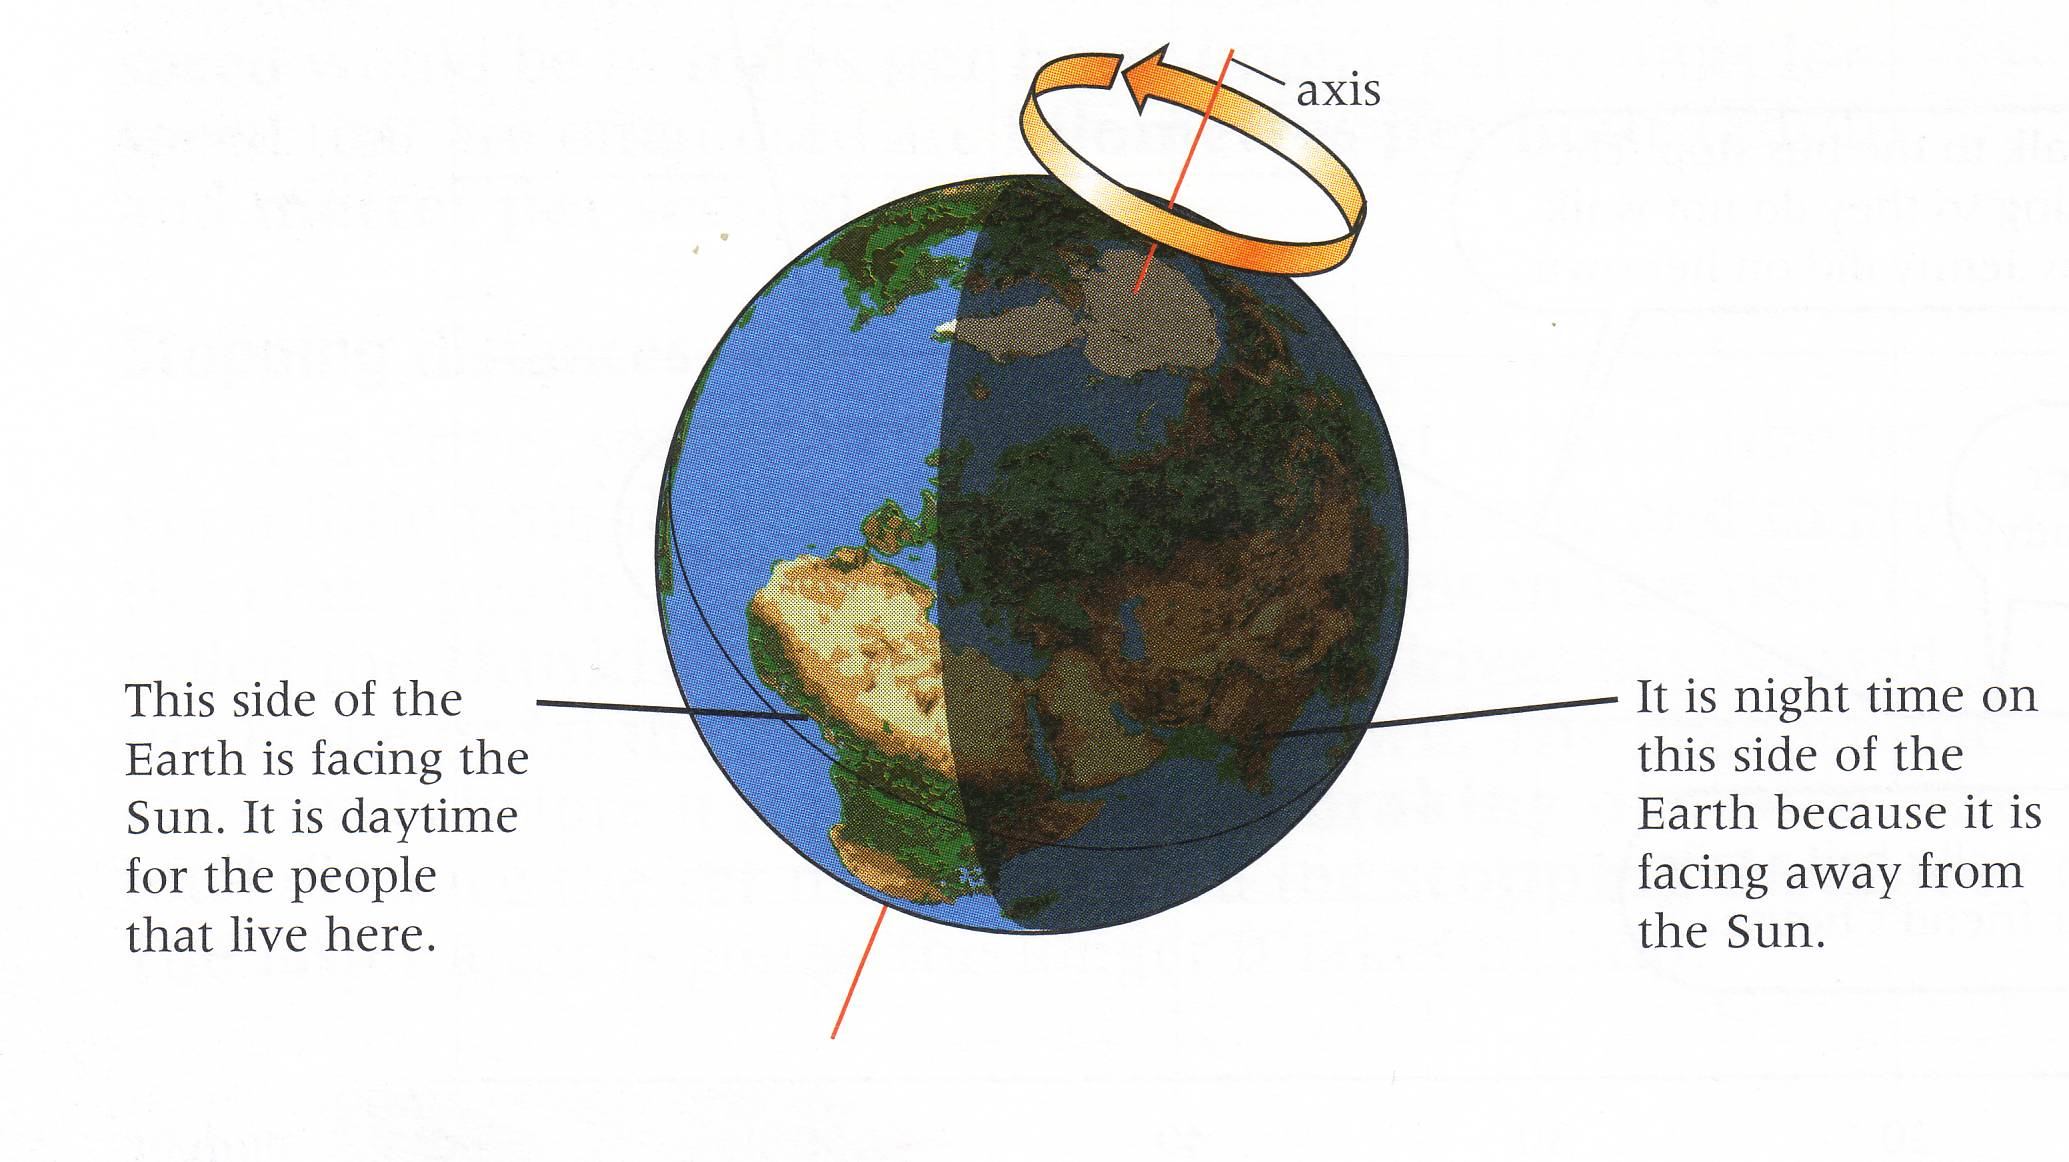 axis
This side of the
Earth is facing the
Sun. It is daytime
for the people
that live here.
It is night time on
this side of the
Earth because it is
facing away from
the Sun.